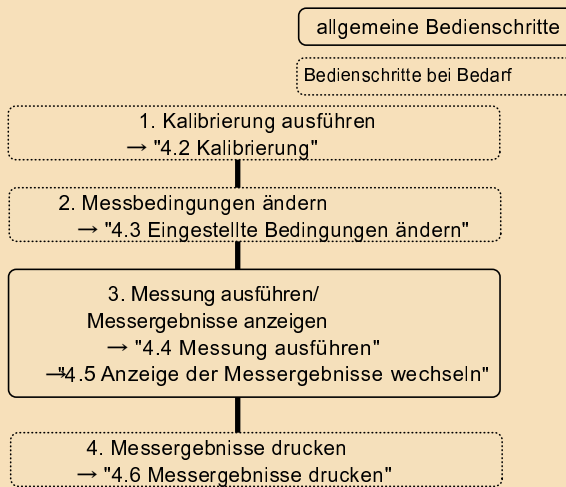 allgemeine Bedienschritte
Bedienschritte bei Bedarf
1. Kalibrierung ausführen
→ "4.2 Kalibrierung"
2. Messbedingungen ändern
→ "4.3 Eingestellte Bedingungen ändern"
3. Messung ausführen/
Messergebnisse anzeigen
→ "4.4 Messung ausführen"
→"4.5 Anzeige der Messergebnisse wechseln"
4. Messergebnisse drucken
→ "4.6 Messergebnisse drucken"